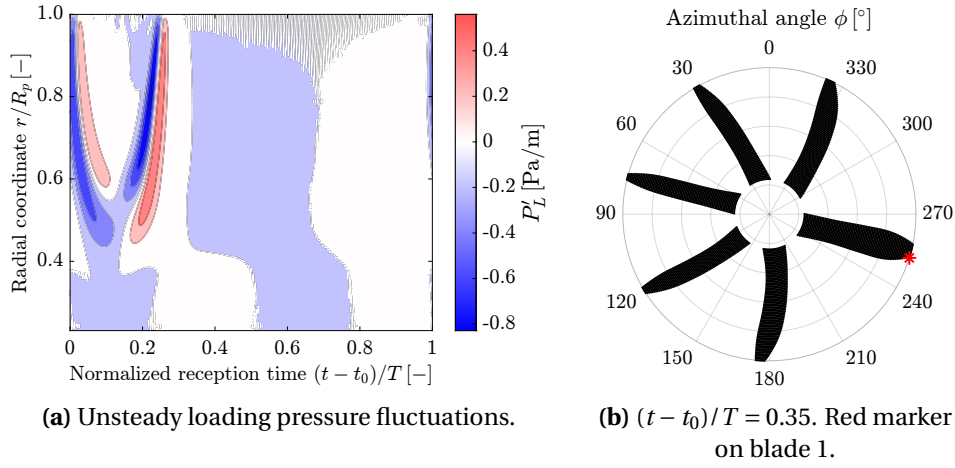 1
0.8
0.6
0.4
Radial coordinate r/R_p [−]
0 0.2 0.4 0.6 0.8 1
Normalized reception time (t − t_0)/T [−]
0.4
0.2
0
-0.2
-0.4
-0.6
-0.8
P′_L [Pa/m]
(a) Unsteady loading pressure fluctuations.
Azimuthal angle ϕ [°]
0
30 330
60 300
90 270
120 240
150 210
180
(b) (t − t_0)/T = 0.35. Red marker
on blade 1.